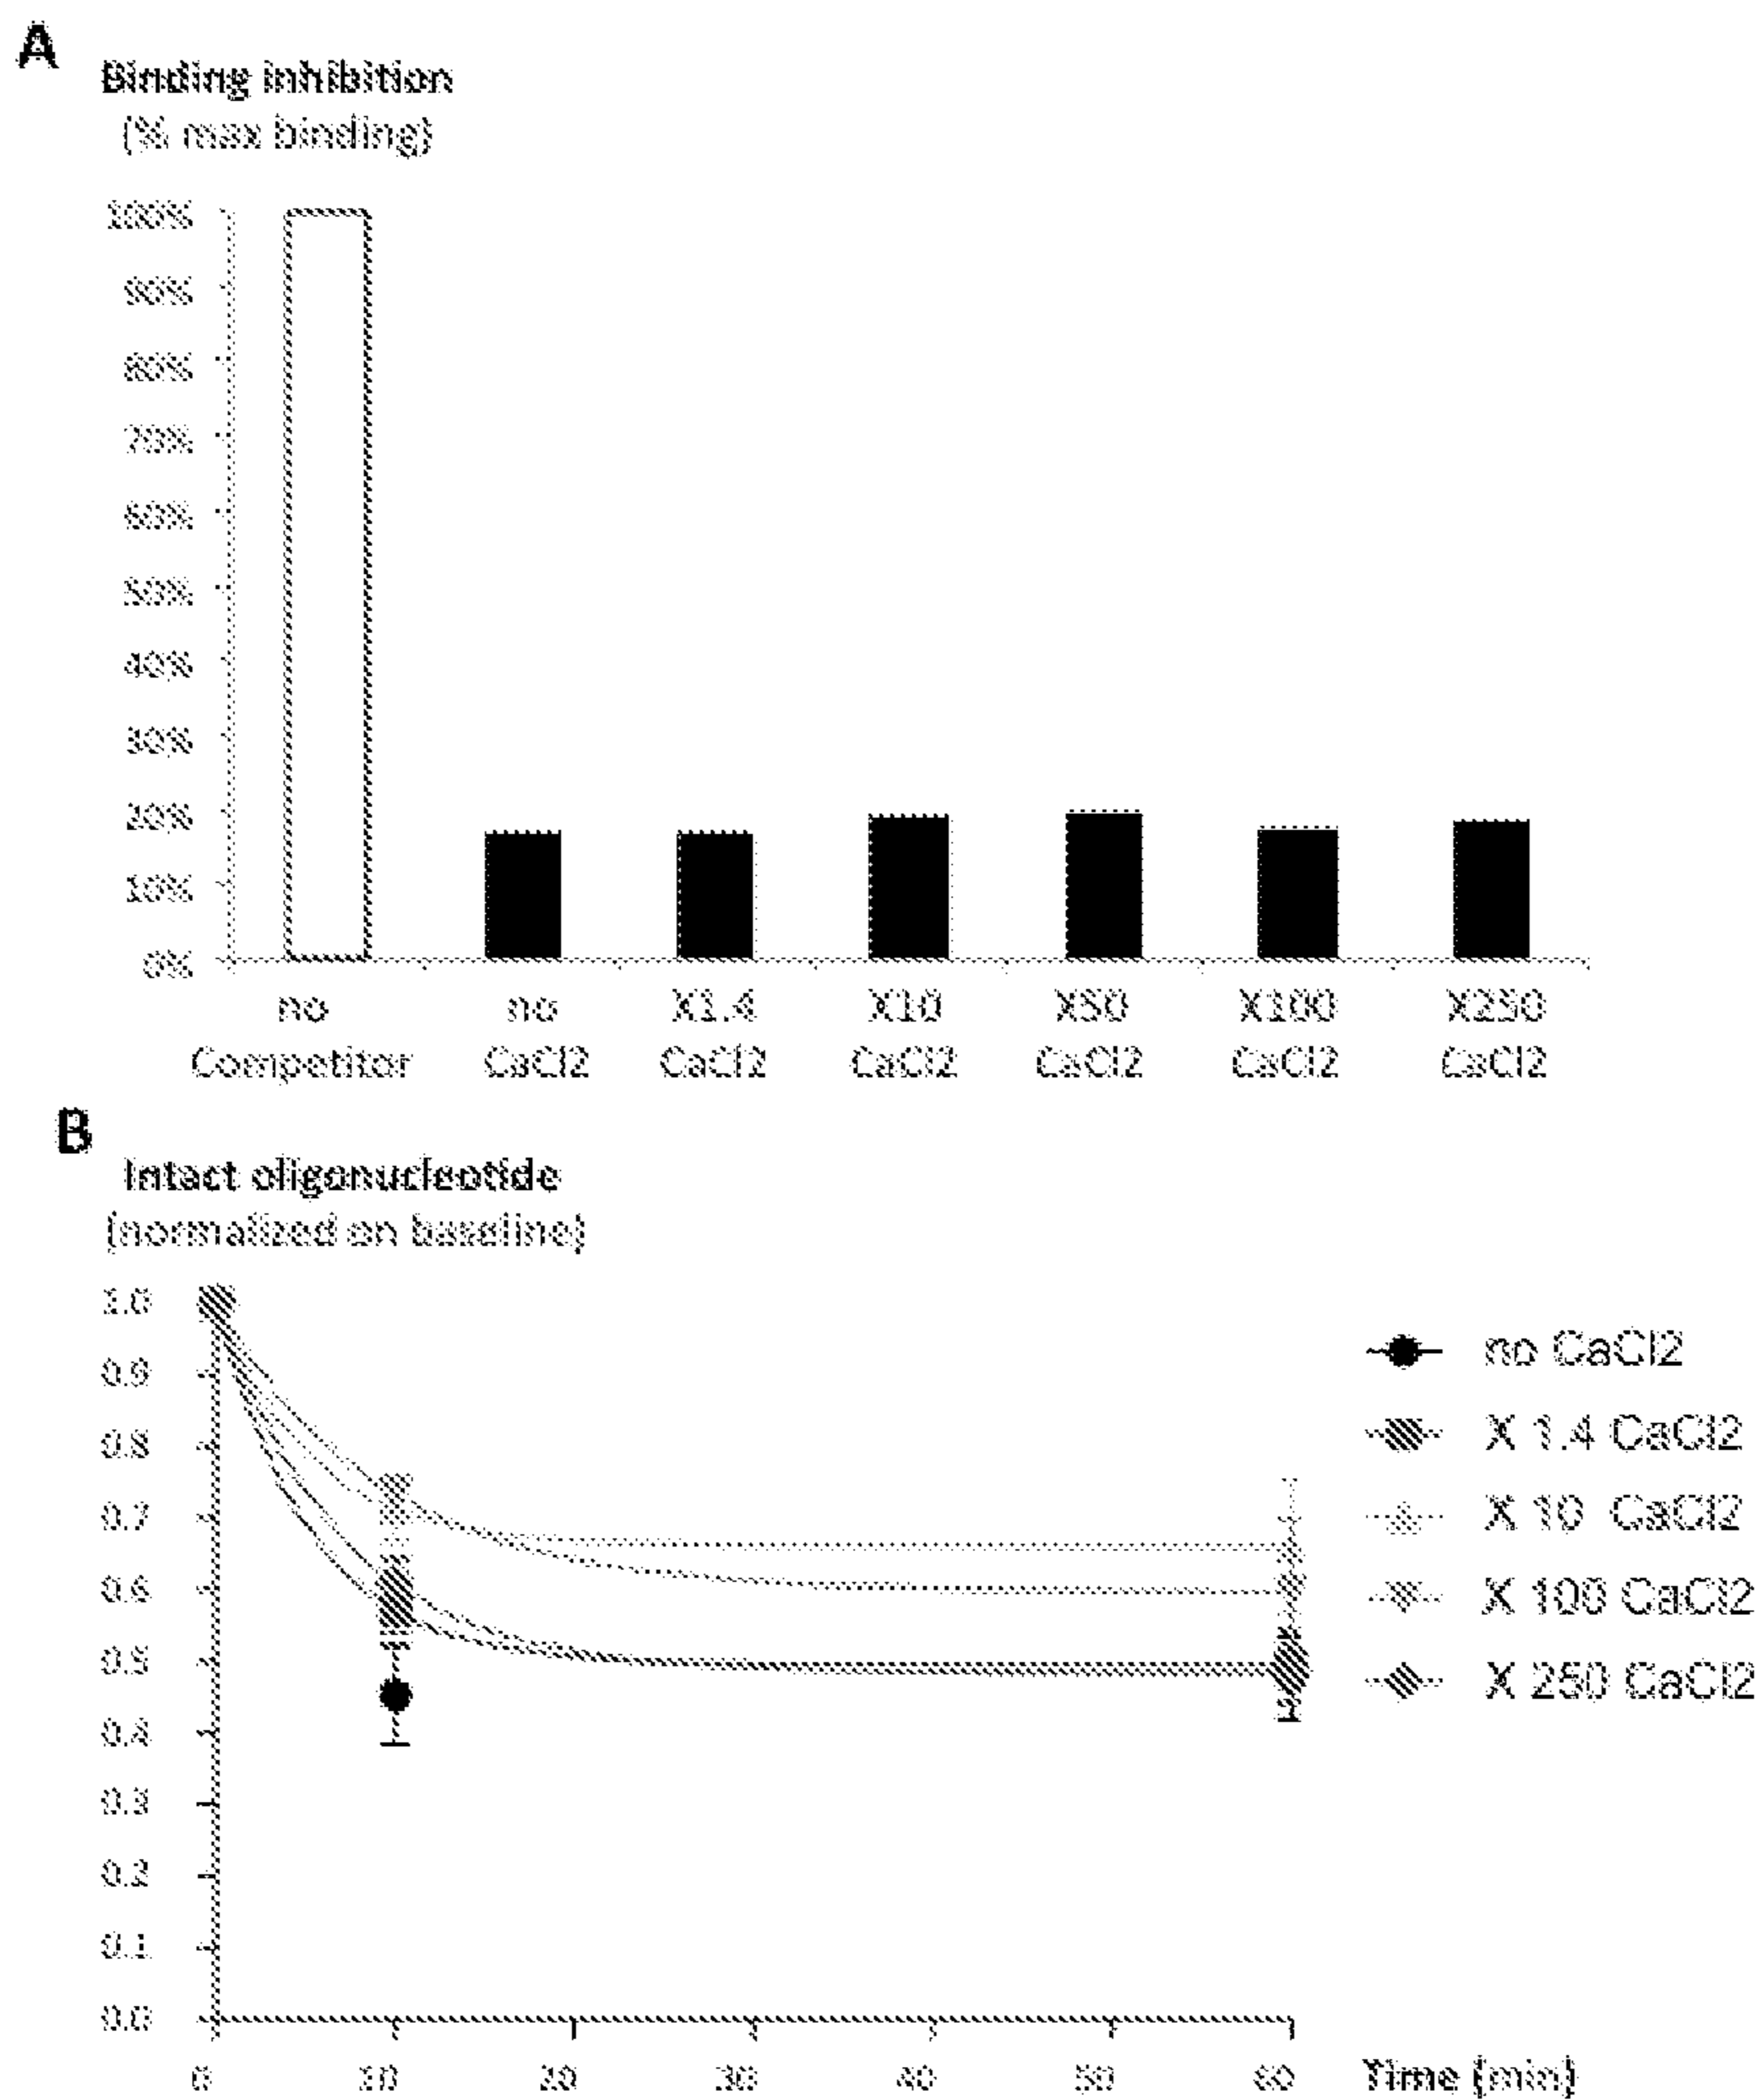 A
Binding inhibition
(% max binding)
100%
90%
80%
70%
60%
50%
40%
30%
20%
10%
0%
no Competitor
no CaCl2
X1.4 CaCl2
X10 CaCl2
X50 CaCl2
X100 CaCl2
X250 CaCl2
B
Intact oligonucleotide
(normalized on baseline)
1.0
0.9
0.8
0.7
0.6
0.5
0.4
0.3
0.2
0.1
0.0
0 10 20 30 40 50 60 Time (min)
no CaCl2
X 1.4 CaCl2
X 10 CaCl2
X 100 CaCl2
X 250 CaCl2